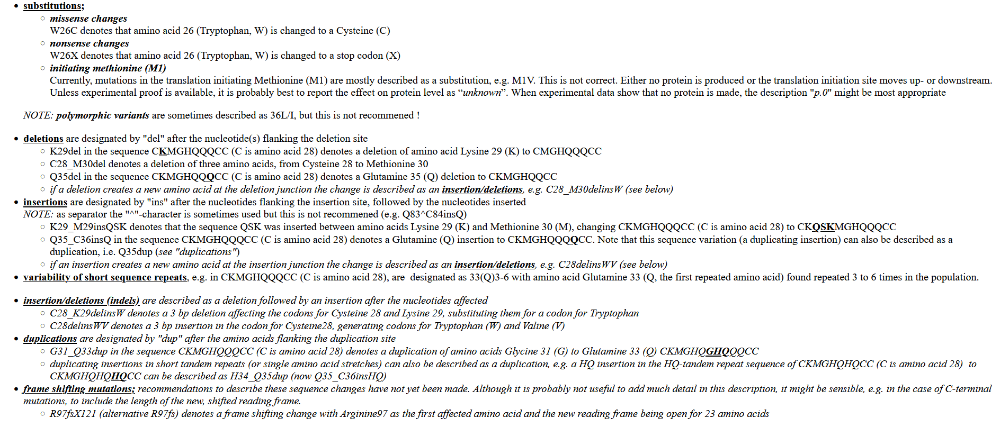 • substitutions;
○ missense changes
W26C denotes that amino acid 26 (Tryptophan, W) is changed to a Cysteine (C)
○ nonsense changes
W26X denotes that amino acid 26 (Tryptophan, W) is changed to a stop codon (X)
○ initiating methionine (M1)
Currently, mutations in the translation initiating Methionine (M1) are mostly described as a substitution, e.g. M1V. This is not correct. Either no protein is produced or the translation initiation site moves up- or downstream.
Unless experimental proof is available, it is probably best to report the effect on protein level as “unknown”. When experimental data show that no protein is made, the description "p.0" might be most appropriate
NOTE: polymorphic variants are sometimes described as 36L/I, but this is not recommened !
• deletions are designated by "del" after the nucleotide(s) flanking the deletion site
○ K29del in the sequence CKMGHQQQCC (C is amino acid 28) denotes a deletion of amino acid Lysine 29 (K) to CMGHQQQCC
○ C28_M30del denotes a deletion of three amino acids, from Cysteine 28 to Methionine 30
○ Q35del in the sequence CKMGHQQQCC (C is amino acid 28) denotes a Glutamine 35 (Q) deletion to CKMGHQQCC
○ if a deletion creates a new amino acid at the deletion junction the change is described as an insertion/deletions, e.g. C28_M30delinsW (see below)
• insertions are designated by "ins" after the nucleotides flanking the insertion site, followed by the nucleotides inserted
NOTE: as separator the "^"-character is sometimes used but this is not recommened (e.g. Q83^C84insQ)
○ K29_M29insQSK denotes that the sequence QSK was inserted between amino acids Lysine 29 (K) and Methionine 30 (M), changing CKMGHQQQCC (C is amino acid 28) to CKQSKMGHQQQCC
○ Q35_C36insQ in the sequence CKMGHQQQCC (C is amino acid 28) denotes a Glutamine (Q) insertion to CKMGHQQQQCC. Note that this sequence variation (a duplicating insertion) can also be described as a
duplication, i.e. Q35dup (see "duplications")
○ if an insertion creates a new amino acid at the insertion junction the change is described as an insertion/deletions, e.g. C28delinsWV (see below)
• variability of short sequence repeats, e.g. in CKMGHQQQCC (C is amino acid 28), are designated as 33(Q)3-6 with amino acid Glutamine 33 (Q, the first repeated amino acid) found repeated 3 to 6 times in the population.
• insertion/deletions (indels) are described as a deletion followed by an insertion after the nucleotides affected
○ C28_K29delinsW denotes a 3 bp deletion affecting the codons for Cysteine 28 and Lysine 29, substituting them for a codon for Tryptophan
○ C28delinsWV denotes a 3 bp insertion in the codon for Cysteine28, generating codons for Tryptophan (W) and Valine (V)
• duplications are designated by "dup" after the amino acids flanking the duplication site
○ G31_Q33dup in the sequence CKMGHQQQCC (C is amino acid 28) denotes a duplication of amino acids Glycine 31 (G) to Glutamine 33 (Q) CKMGHQGHQQQCC
○ duplicating insertions in short tandem repeats (or single amino acid stretches) can also be described as a duplication, e.g. a HQ insertion in the HQ-tandem repeat sequence of CKMGHQHQCC (C is amino acid 28) to
CKMGHQHQHQCC can be described as H34_Q35dup (now Q35_C36insHQ)
• frame shifting mutations; recommendations to describe these sequence changes have not yet been made. Although it is probably not useful to add much detail in this description, it might be sensible, e.g. in the case of C-terminal
mutations, to include the length of the new, shifted reading frame.
○ R97fsX121 (alternative R97fs) denotes a frame shifting change with Arginine97 as the first affected amino acid and the new reading frame being open for 23 amino acids